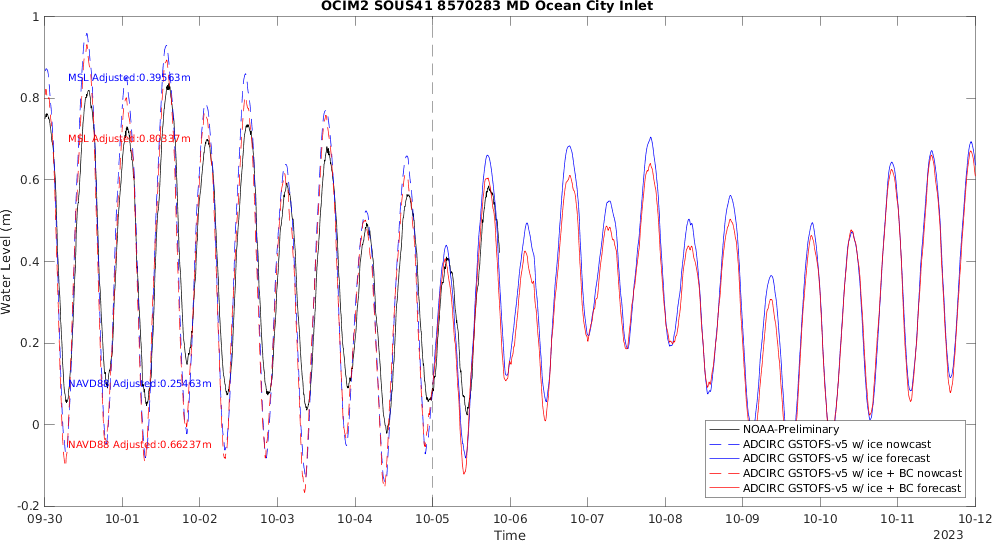 OCIM2 SOUS41 8570283 MD Ocean City Inlet
1
0.8
0.6
0.4
0.2
0
-0.2
Water Level (m)
MSL Adjusted:0.39563m
MSL Adjusted:0.80337m
NAVD88 Adjusted:0.25463m
NAVD88 Adjusted:0.66237m
NOAA-Preliminary
ADCIRC GSTOFS-v5 w/ ice nowcast
ADCIRC GSTOFS-v5 w/ ice forecast
ADCIRC GSTOFS-v5 w/ ice + BC nowcast
ADCIRC GSTOFS-v5 w/ ice + BC forecast
09-30 10-01 10-02 10-03 10-04 10-05 10-06 10-07 10-08 10-09 10-10 10-11 10-12
Time
2023